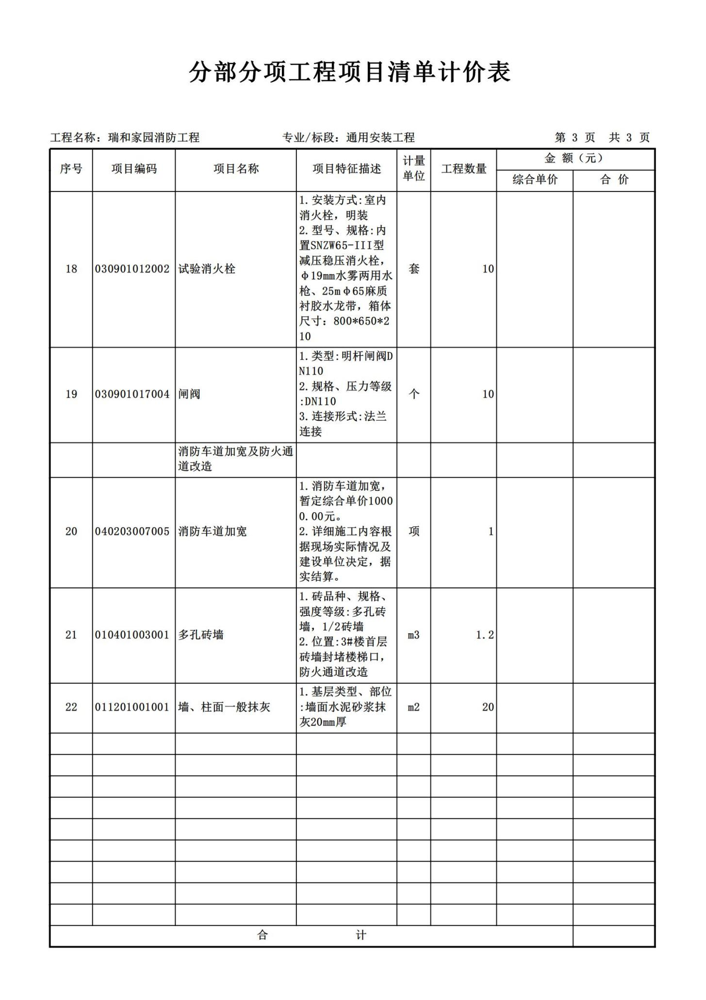 分部分项工程项目清单计价表
工程名称：瑞和家园消防工程 专业/标段：通用安装工程 第 3 页 共 3 页
序号 项目编码 项目名称 项目特征描述 计量单位 工程数量 金 额（元）
综合单价 合 价
18 030901012002 试验消火栓
1.安装方式:室内
消火栓，明装
2.型号、规格:内
置SNZW65-III型
减压稳压消火栓，
φ19mm水雾两用水
枪、25mφ65麻质
衬胶水龙带，箱体
尺寸：800*650*2
10
套 10
19 030901017004 闸阀
1.类型:明杆闸阀D
N110
2.规格、压力等级
:DN110
3.连接形式:法兰
连接
个 10
消防车道加宽及防火通
道改造
20 040203007005 消防车道加宽
1.消防车道加宽，
暂定综合单价1000
0.00元。
2.详细施工内容根
据现场实际情况及
建设单位决定，据
实结算。
项 1
21 010401003001 多孔砖墙
1.砖品种、规格、
强度等级:多孔砖
墙，1/2砖墙
2.位置:3#楼首层
砖墙封堵楼梯口，
防火通道改造
m3 1.2
22 011201001001 墙、柱面一般抹灰
1.基层类型、部位
:墙面水泥砂浆抹
灰20mm厚
m2 20
合 计